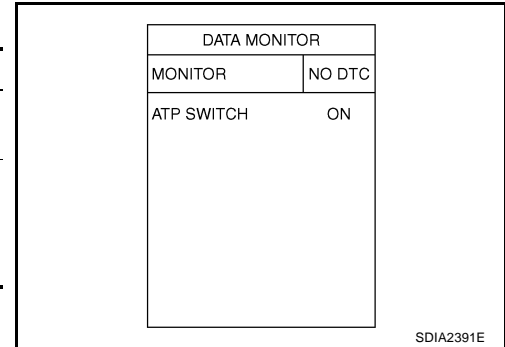 DATA MONITOR
MONITOR NO DTC
ATP SWITCH ON
SDIA2391E